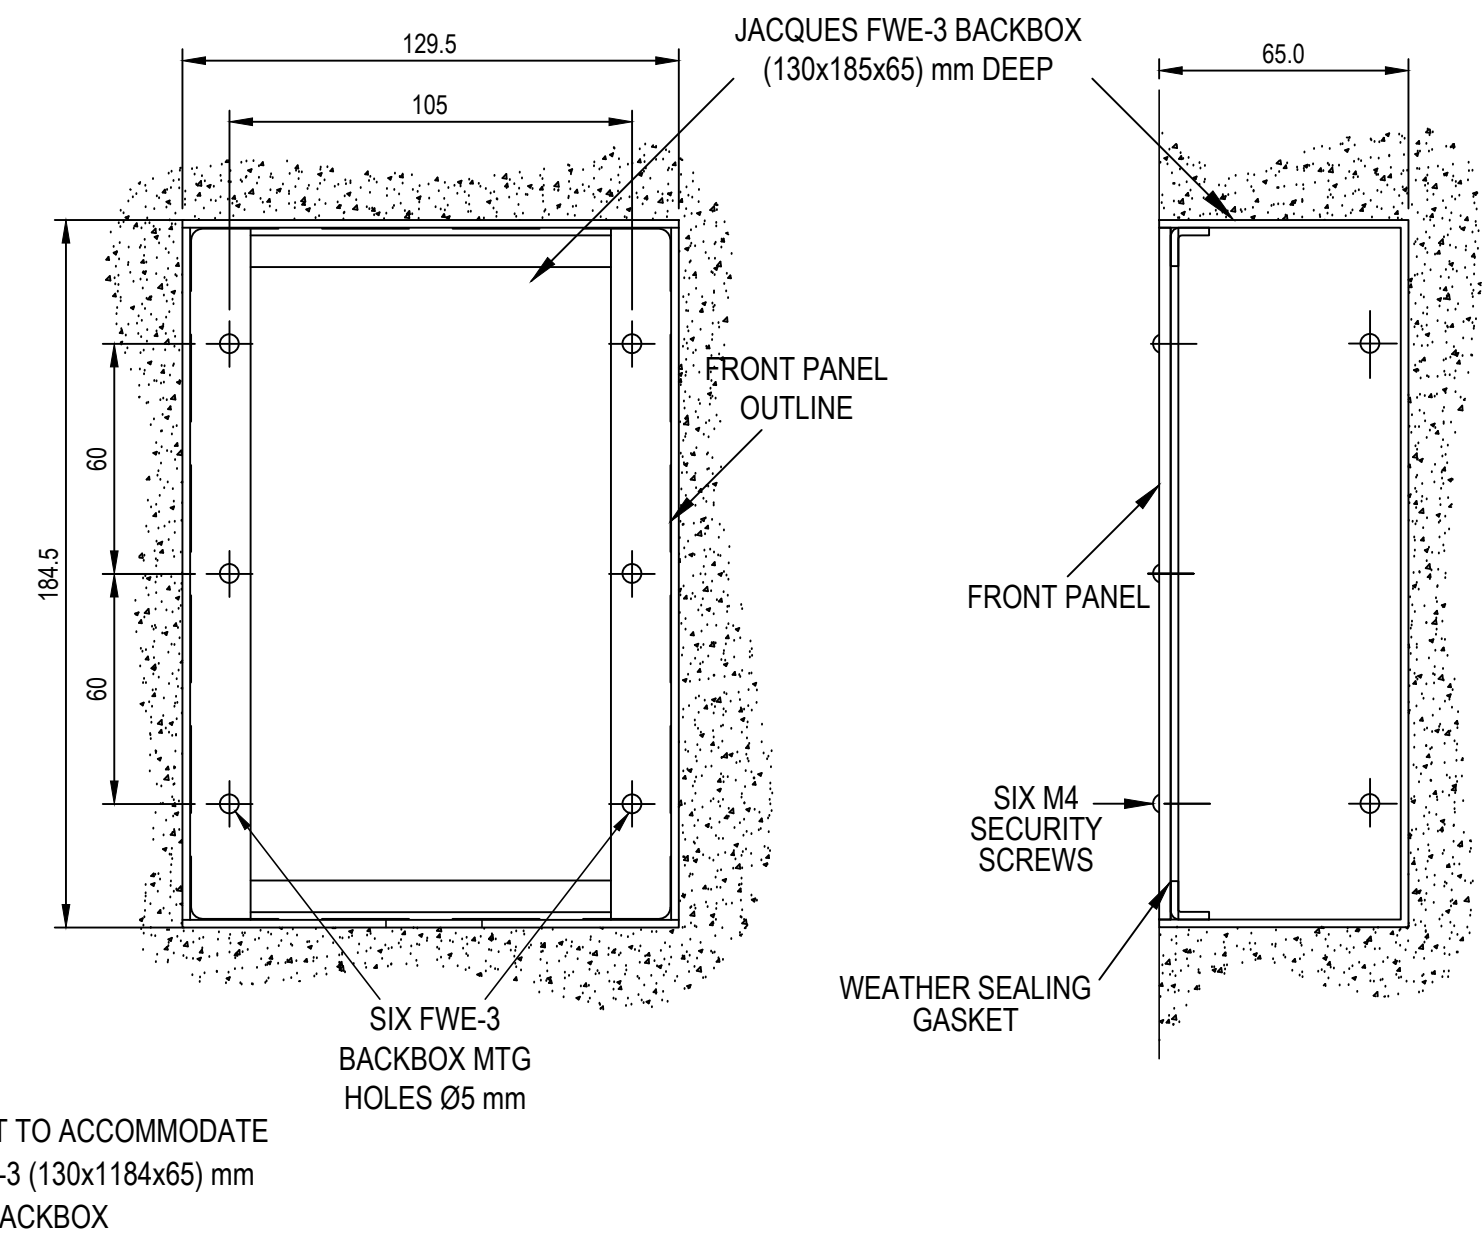 JACQUES FWE-3 BACKBOX
(130x185x65) mm DEEP
129.5
65.0
105
FRONT PANEL
OUTLINE
60
184.5
60
FRONT PANEL
SIX M4
SECURITY
SCREWS
WEATHER SEALING
GASKET
SIX FWE-3
BACKBOX MTG
HOLES Ø5 mm
T TO ACCOMMODATE
-3 (130x1184x65) mm
ACKBOX